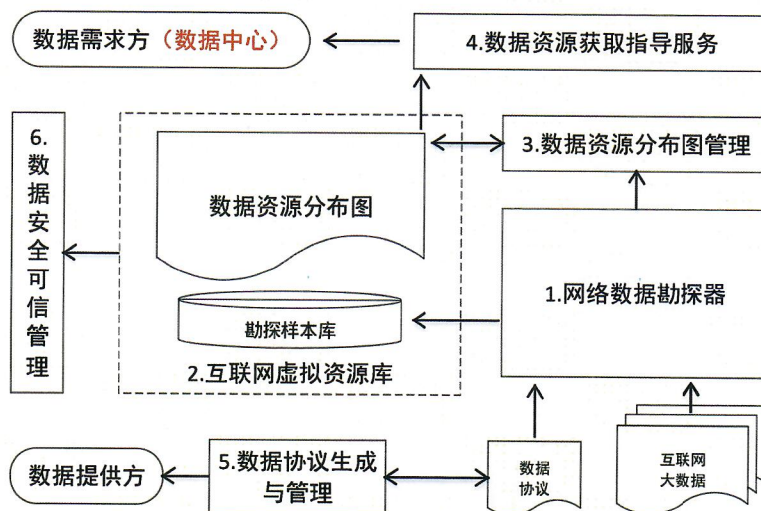 数据需求方（数据中心）
4.数据资源获取指导服务
6.
数
据
安
全
可
信
管
理
数据资源分布图
3.数据资源分布图管理
1.网络数据勘探器
勘探样本库
2.互联网虚拟资源库
数据提供方
5.数据协议生成
与管理
数据
协议
互联网
大数据